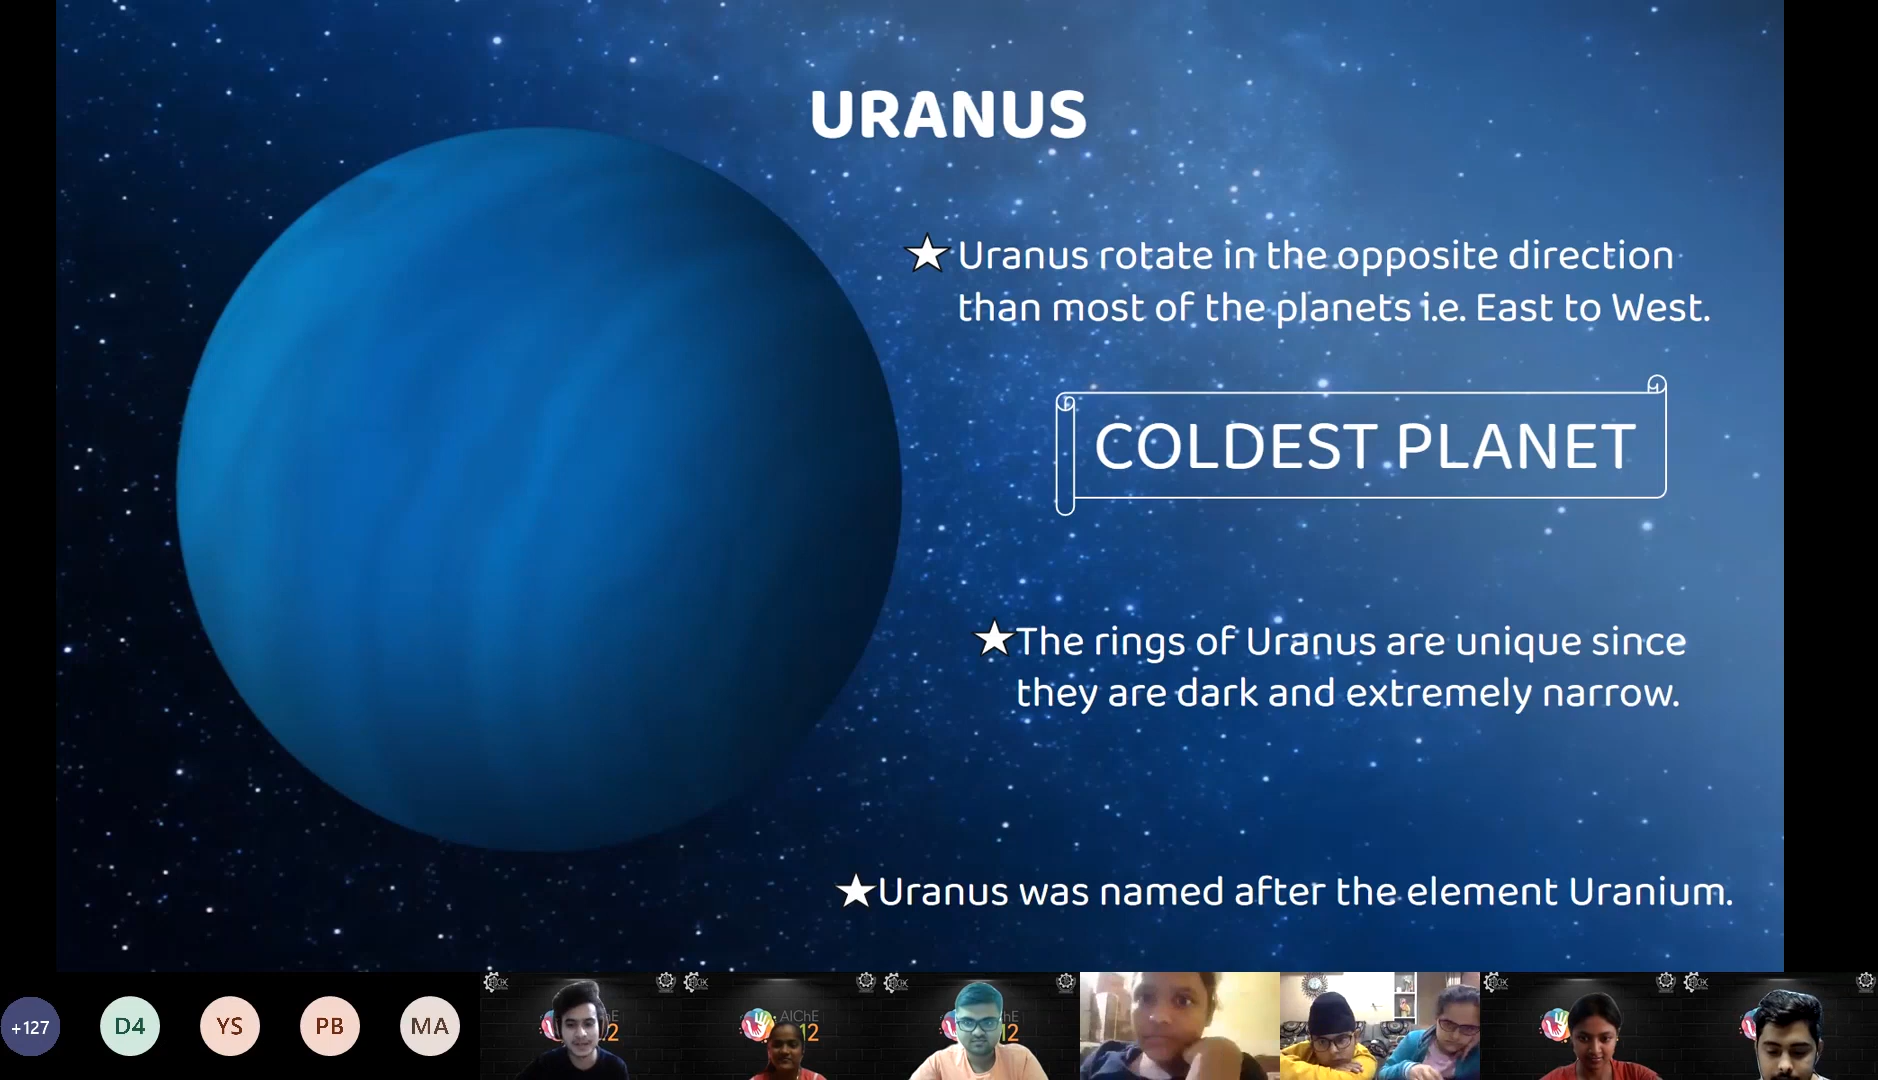 URANUS
Uranus rotate in the opposite direction
than most of the planets i.e. East to West.
COLDEST PLANET
The rings of Uranus are unique since
they are dark and extremely narrow.
Uranus was named after the element Uranium.
+127
D4
YS
PB
MA
AIChE
12